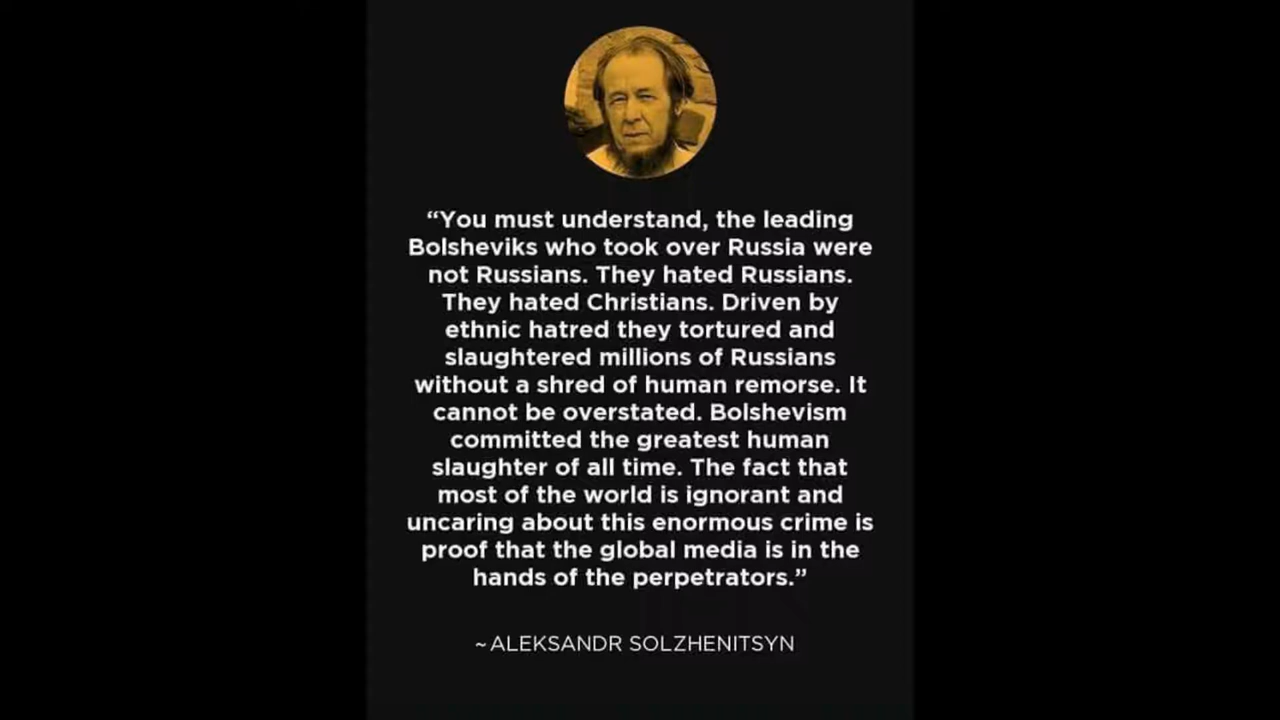 “You must understand, the leading
Bolsheviks who took over Russia were
not Russians. They hated Russians.
They hated Christians. Driven by
ethnic hatred they tortured and
slaughtered millions of Russians
without a shred of human remorse. It
cannot be overstated. Bolshevism
committed the greatest human
slaughter of all time. The fact that
most of the world is ignorant and
uncaring about this enormous crime is
proof that the global media is in the
hands of the perpetrators.”
~ALEKSANDR SOLZHENITSYN